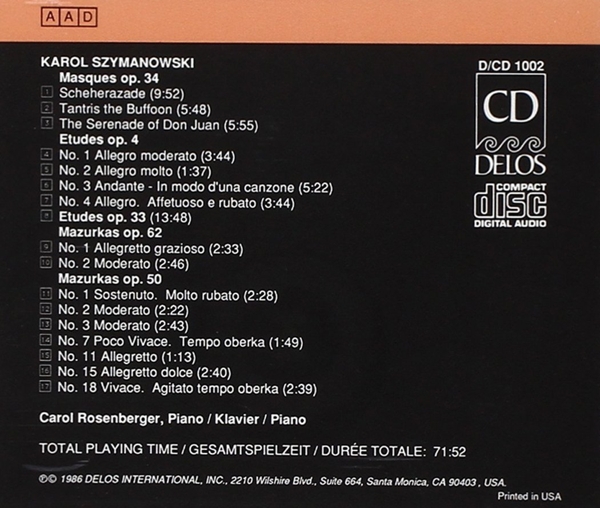 A A D
KAROL SZYMANOWSKI
D/CD 1002
Masques op. 34
1 Scheherazade (9:52)
2 Tantris the Buffoon (5:48)
3 The Serenade of Don Juan (5:55)
Etudes op. 4
4 No. 1 Allegro moderato (3:44)
5 No. 2 Allegro molto (1:37)
6 No. 3 Andante - In modo d'una canzone (5:22)
7 No. 4 Allegro. Affetuoso e rubato (3:44)
8 Etudes op. 33 (13:48)
Mazurkas op. 62
9 No. 1 Allegretto grazioso (2:33)
10 No. 2 Moderato (2:46)
Mazurkas op. 50
11 No. 1 Sostenuto. Molto rubato (2:28)
12 No. 2 Moderato (2:22)
13 No. 3 Moderato (2:43)
14 No. 7 Poco Vivace. Tempo oberka (1:49)
15 No. 11 Allegretto (1:13)
16 No. 15 Allegretto dolce (2:40)
17 No. 18 Vivace. Agitato tempo oberka (2:39)
CD
DELOS
COMPACT
disc
DIGITAL AUDIO
Carol Rosenberger, Piano / Klavier / Piano
TOTAL PLAYING TIME / GESAMTSPIELZEIT / DURÉE TOTALE: 71:52
℗© 1986 DELOS INTERNATIONAL, INC., 2210 Wilshire Blvd., Suite 664, Santa Monica, CA 90403 , USA.
Printed in USA